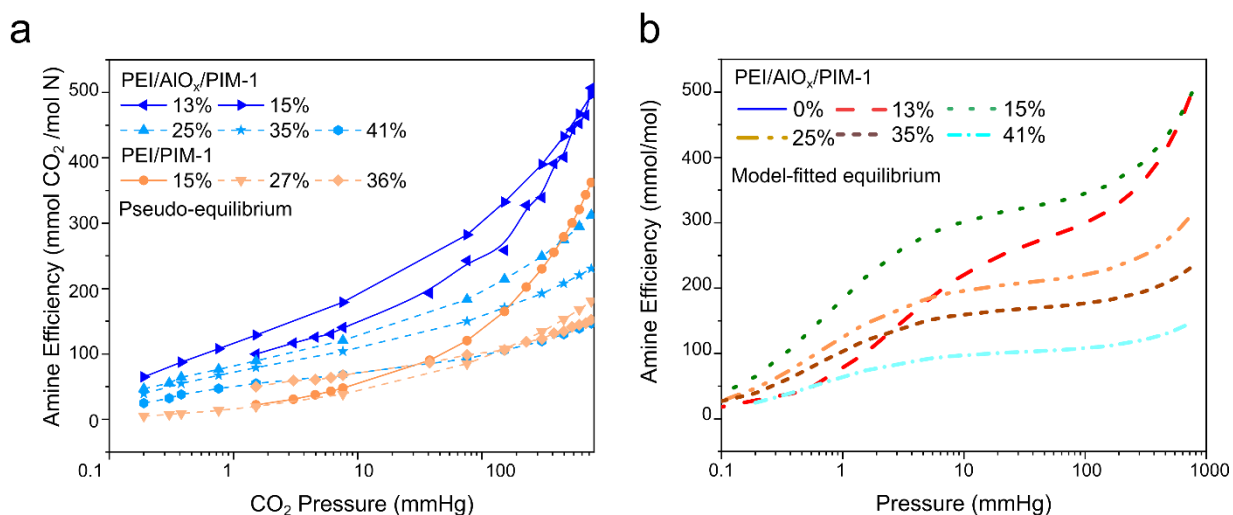 a
PEI/AlOₓ/PIM-1
13% 15%
25% 35% 41%
PEI/PIM-1
15% 27% 36%
Pseudo-equilibrium
Amine Efficiency (mmol CO₂/mol N)
500
400
300
200
100
0
0.1 1 10 100
CO₂ Pressure (mmHg)
b
PEI/AlOₓ/PIM-1
0% 13% 15%
25% 35% 41%
Model-fitted equilibrium
Amine Efficiency (mmol/mol)
500
400
300
200
100
0
0.1 1 10 100 1000
Pressure (mmHg)